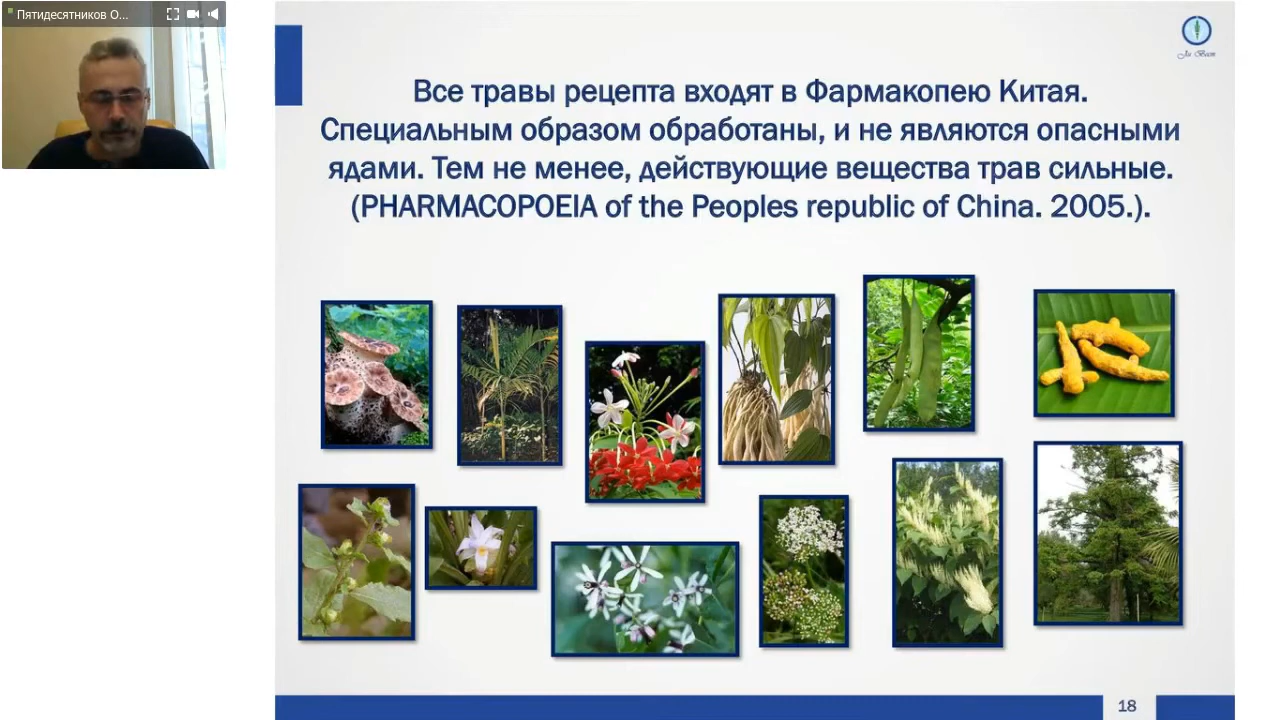 Пятидесятников О...
Все травы рецепта входят в Фармакопею Китая.
Специальным образом обработаны, и не являются опасными
ядами. Тем не менее, действующие вещества трав сильные.
(PHARMACOPOEIA of the Peoples republic of China. 2005.).
18